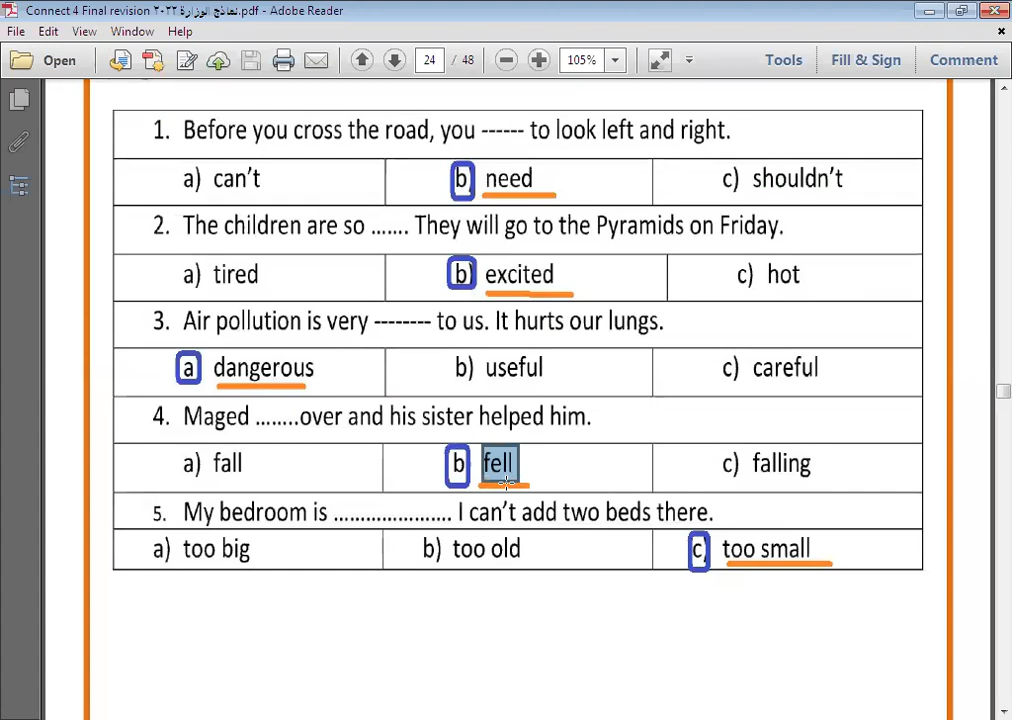 Connect 4 Final revision نماذج الوزارة ٢٠٢٢.pdf - Adobe Reader
File Edit View Window Help
Open 24 / 48 105% Tools Fill & Sign Comment
1. Before you cross the road, you ------ to look left and right.
a) can't b) need c) shouldn't
2. The children are so ……. They will go to the Pyramids on Friday.
a) tired b) excited c) hot
3. Air pollution is very -------- to us. It hurts our lungs.
a dangerous b) useful c) careful
4. Maged ……..over and his sister helped him.
a) fall b fell c) falling
5. My bedroom is …………………. I can't add two beds there.
a) too big b) too old c) too small